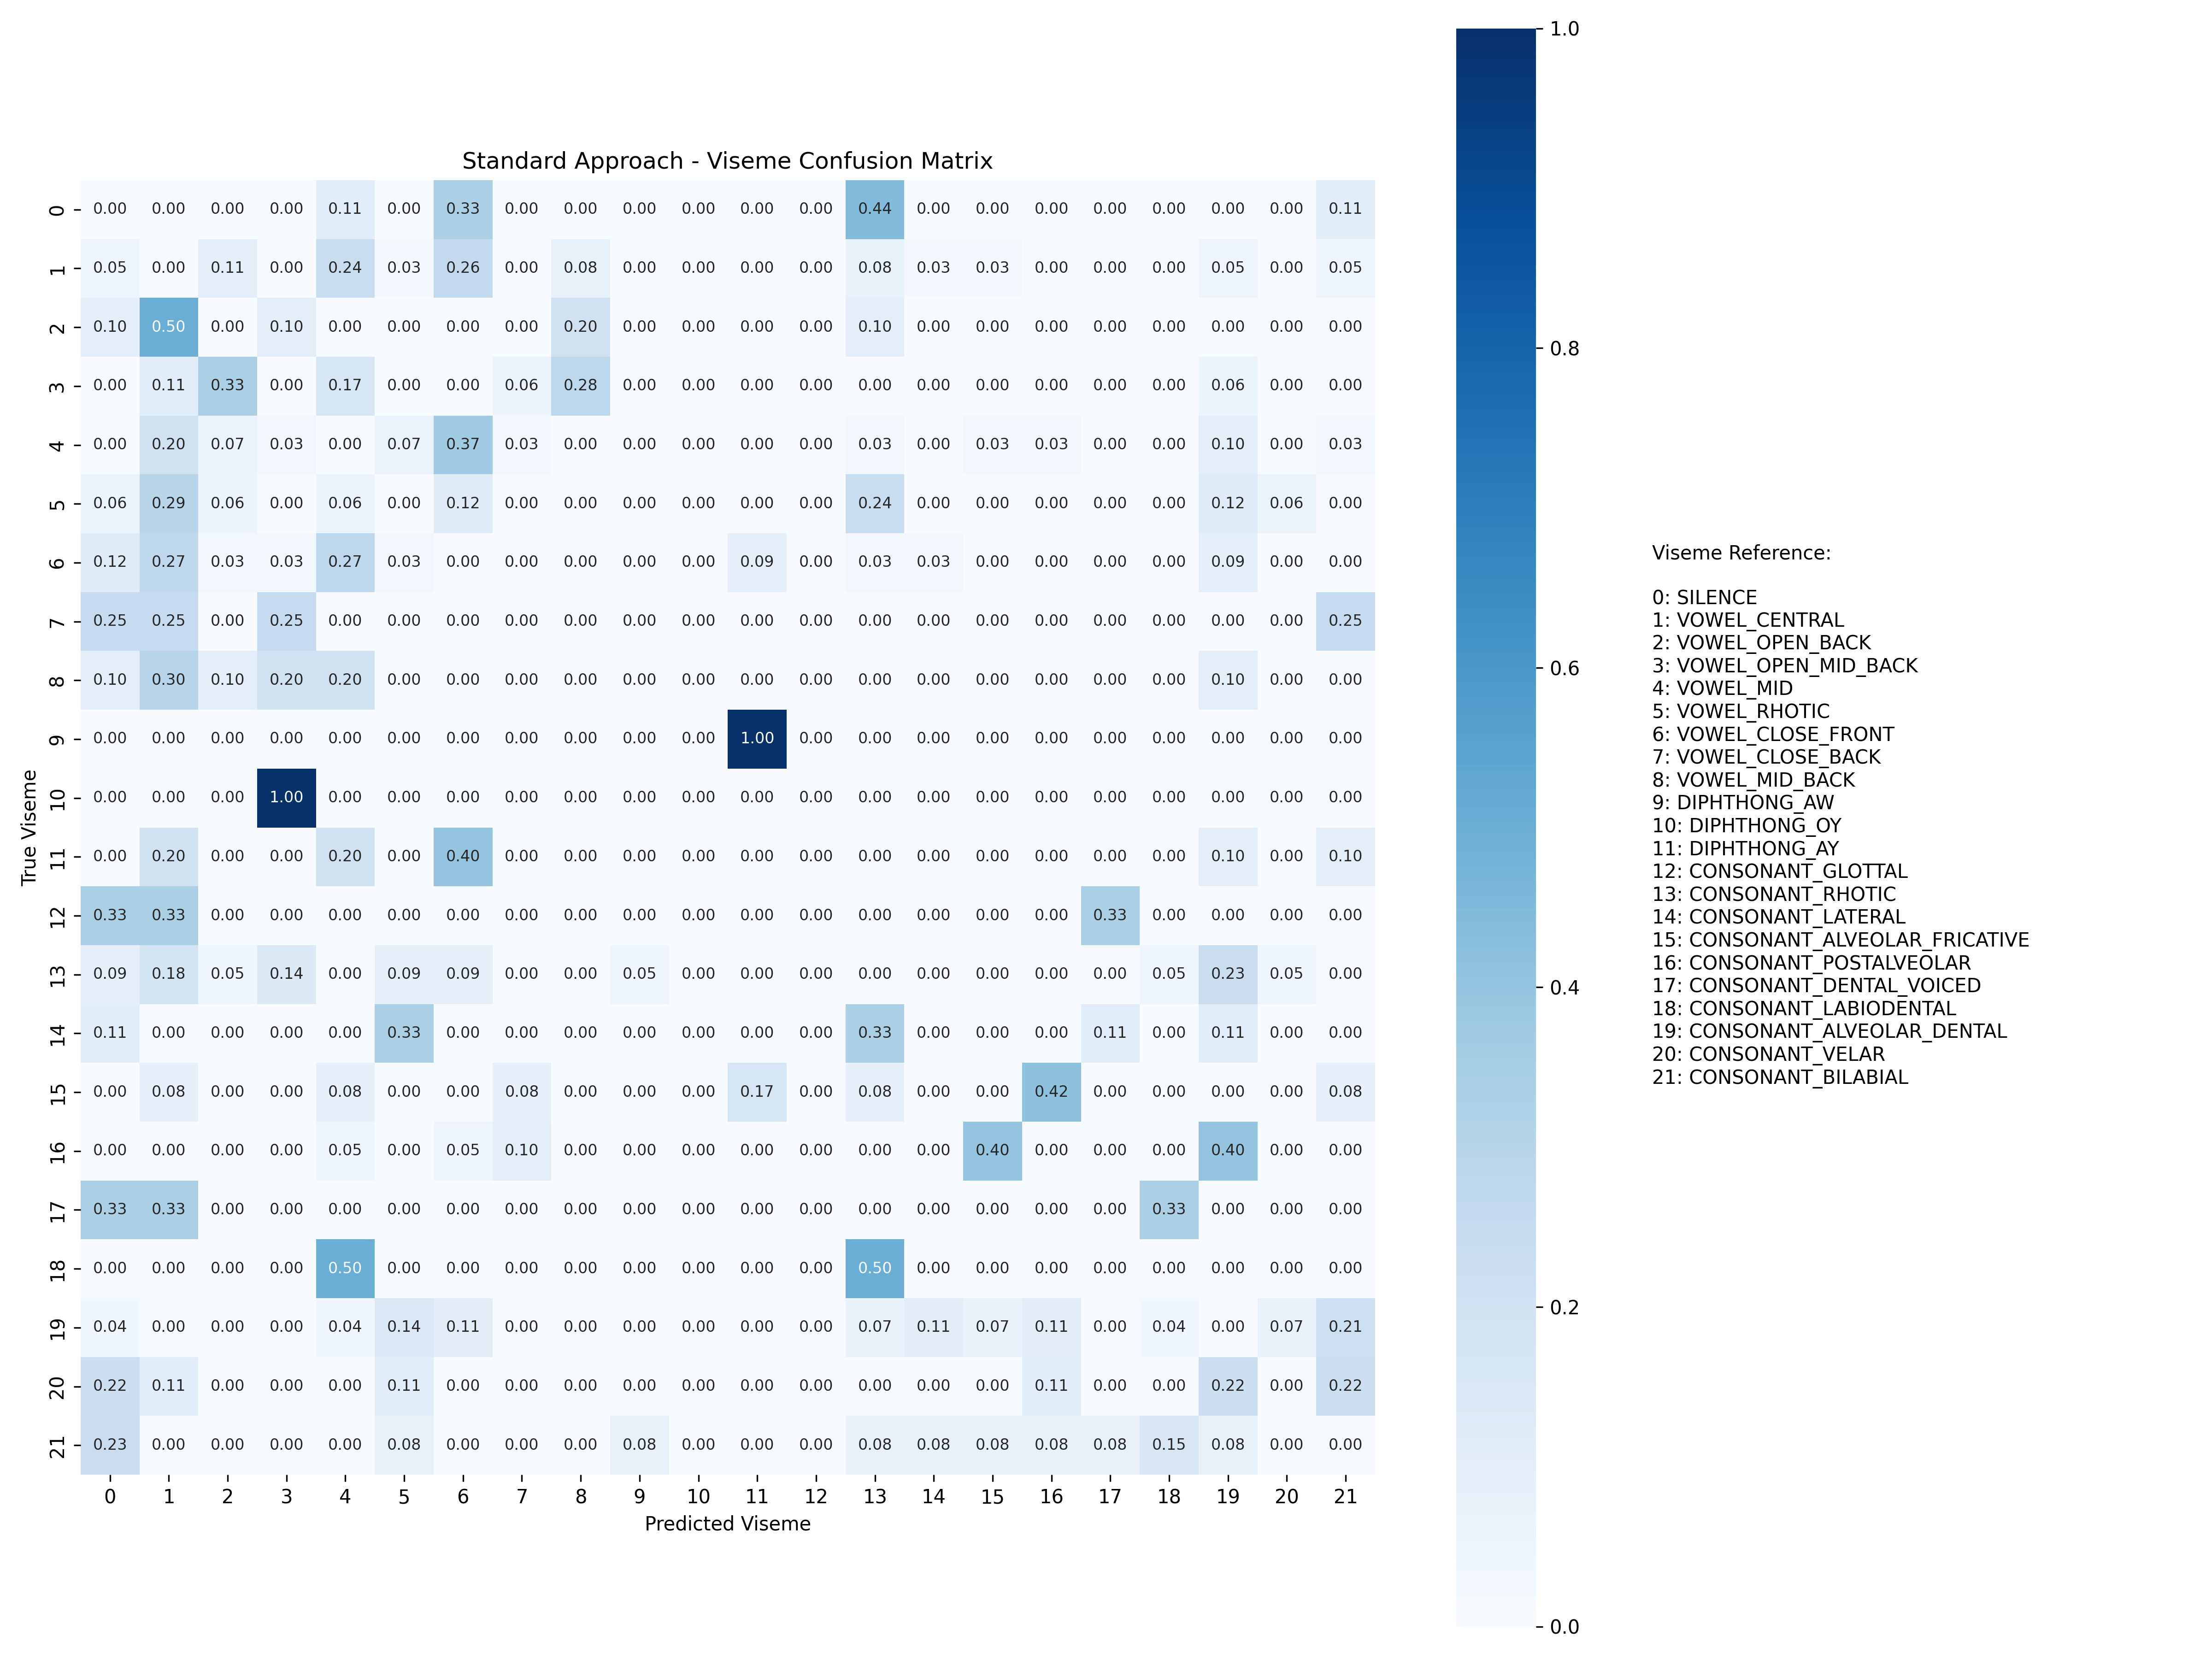 Standard Approach - Viseme Confusion Matrix
True Viseme
0 0.00 0.00 0.00 0.00 0.11 0.00 0.33 0.00 0.00 0.00 0.00 0.00 0.00 0.44 0.00 0.00 0.00 0.00 0.00 0.00 0.00 0.11
1 0.05 0.00 0.11 0.00 0.24 0.03 0.26 0.00 0.08 0.00 0.00 0.00 0.00 0.08 0.03 0.03 0.00 0.00 0.00 0.05 0.00 0.05
2 0.10 0.50 0.00 0.10 0.00 0.00 0.00 0.00 0.20 0.00 0.00 0.00 0.00 0.10 0.00 0.00 0.00 0.00 0.00 0.00 0.00 0.00
3 0.00 0.11 0.33 0.00 0.17 0.00 0.00 0.06 0.28 0.00 0.00 0.00 0.00 0.00 0.00 0.00 0.00 0.00 0.00 0.06 0.00 0.00
4 0.00 0.20 0.07 0.03 0.00 0.07 0.37 0.03 0.00 0.00 0.00 0.00 0.00 0.03 0.00 0.03 0.03 0.00 0.00 0.10 0.00 0.03
5 0.06 0.29 0.06 0.00 0.06 0.00 0.12 0.00 0.00 0.00 0.00 0.00 0.00 0.24 0.00 0.00 0.00 0.00 0.00 0.12 0.06 0.00
6 0.12 0.27 0.03 0.03 0.27 0.03 0.00 0.00 0.00 0.00 0.00 0.09 0.00 0.03 0.03 0.00 0.00 0.00 0.00 0.09 0.00 0.00
7 0.25 0.25 0.00 0.25 0.00 0.00 0.00 0.00 0.00 0.00 0.00 0.00 0.00 0.00 0.00 0.00 0.00 0.00 0.00 0.00 0.00 0.25
8 0.10 0.30 0.10 0.20 0.20 0.00 0.00 0.00 0.00 0.00 0.00 0.00 0.00 0.00 0.00 0.00 0.00 0.00 0.00 0.10 0.00 0.00
9 0.00 0.00 0.00 0.00 0.00 0.00 0.00 0.00 0.00 0.00 0.00 1.00 0.00 0.00 0.00 0.00 0.00 0.00 0.00 0.00 0.00 0.00
10 0.00 0.00 0.00 1.00 0.00 0.00 0.00 0.00 0.00 0.00 0.00 0.00 0.00 0.00 0.00 0.00 0.00 0.00 0.00 0.00 0.00 0.00
11 0.00 0.20 0.00 0.00 0.20 0.00 0.40 0.00 0.00 0.00 0.00 0.00 0.00 0.00 0.00 0.00 0.00 0.00 0.00 0.10 0.00 0.10
12 0.33 0.33 0.00 0.00 0.00 0.00 0.00 0.00 0.00 0.00 0.00 0.00 0.00 0.00 0.00 0.00 0.00 0.33 0.00 0.00 0.00 0.00
13 0.09 0.18 0.05 0.14 0.00 0.09 0.09 0.00 0.00 0.05 0.00 0.00 0.00 0.00 0.00 0.00 0.00 0.00 0.05 0.23 0.05 0.00
14 0.11 0.00 0.00 0.00 0.00 0.33 0.00 0.00 0.00 0.00 0.00 0.00 0.00 0.33 0.00 0.00 0.00 0.11 0.00 0.11 0.00 0.00
15 0.00 0.08 0.00 0.00 0.08 0.00 0.00 0.08 0.00 0.00 0.00 0.17 0.00 0.08 0.00 0.00 0.42 0.00 0.00 0.00 0.00 0.08
16 0.00 0.00 0.00 0.00 0.05 0.00 0.05 0.10 0.00 0.00 0.00 0.00 0.00 0.00 0.00 0.40 0.00 0.00 0.00 0.40 0.00 0.00
17 0.33 0.33 0.00 0.00 0.00 0.00 0.00 0.00 0.00 0.00 0.00 0.00 0.00 0.00 0.00 0.00 0.00 0.00 0.33 0.00 0.00 0.00
18 0.00 0.00 0.00 0.00 0.50 0.00 0.00 0.00 0.00 0.00 0.00 0.00 0.00 0.50 0.00 0.00 0.00 0.00 0.00 0.00 0.00 0.00
19 0.04 0.00 0.00 0.00 0.04 0.14 0.11 0.00 0.00 0.00 0.00 0.00 0.00 0.07 0.11 0.07 0.11 0.00 0.04 0.00 0.07 0.21
20 0.22 0.11 0.00 0.00 0.00 0.11 0.00 0.00 0.00 0.00 0.00 0.00 0.00 0.00 0.00 0.00 0.11 0.00 0.00 0.22 0.00 0.22
21 0.23 0.00 0.00 0.00 0.00 0.08 0.00 0.00 0.00 0.08 0.00 0.00 0.00 0.08 0.08 0.08 0.08 0.08 0.15 0.08 0.00 0.00
0 1 2 3 4 5 6 7 8 9 10 11 12 13 14 15 16 17 18 19 20 21
Predicted Viseme
1.0
0.8
0.6
0.4
0.2
0.0
Viseme Reference:
0: SILENCE
1: VOWEL_CENTRAL
2: VOWEL_OPEN_BACK
3: VOWEL_OPEN_MID_BACK
4: VOWEL_MID
5: VOWEL_RHOTIC
6: VOWEL_CLOSE_FRONT
7: VOWEL_CLOSE_BACK
8: VOWEL_MID_BACK
9: DIPHTHONG_AW
10: DIPHTHONG_OY
11: DIPHTHONG_AY
12: CONSONANT_GLOTTAL
13: CONSONANT_RHOTIC
14: CONSONANT_LATERAL
15: CONSONANT_ALVEOLAR_FRICATIVE
16: CONSONANT_POSTALVEOLAR
17: CONSONANT_DENTAL_VOICED
18: CONSONANT_LABIODENTAL
19: CONSONANT_ALVEOLAR_DENTAL
20: CONSONANT_VELAR
21: CONSONANT_BILABIAL